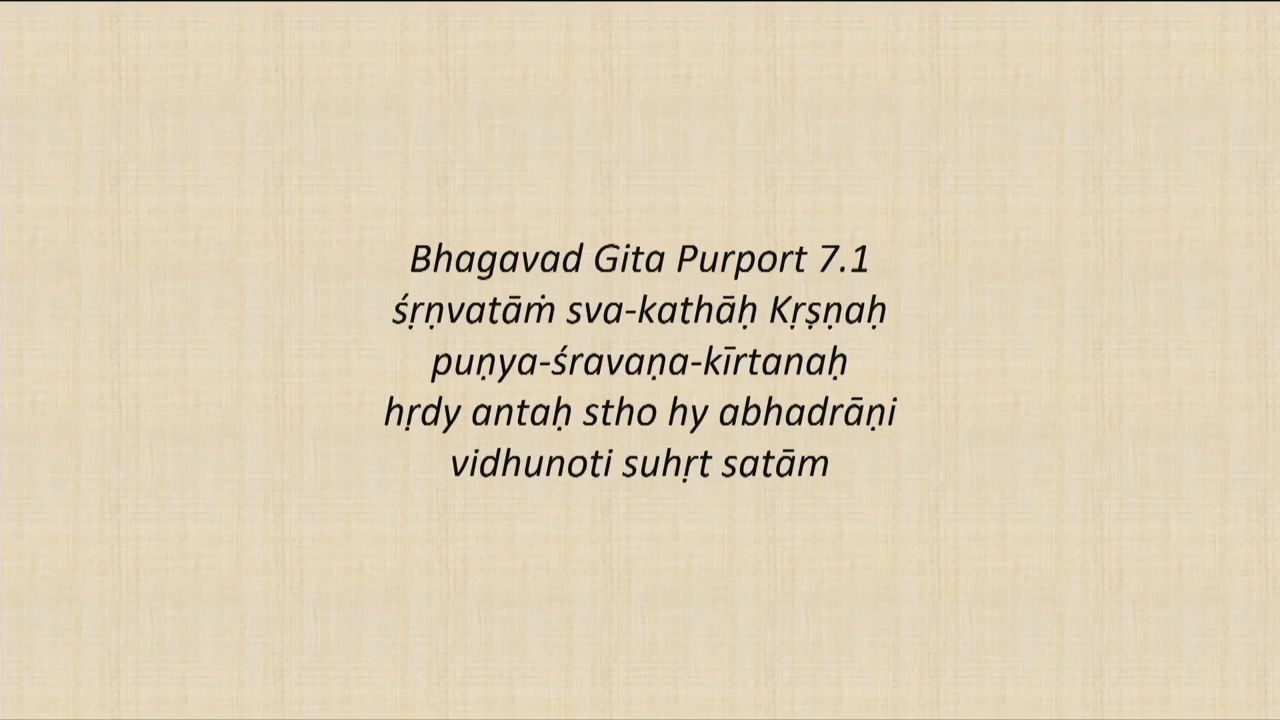 Bhagavad Gita Purport 7.1
śṛṇvatāṁ sva-kathāḥ Kṛṣṇaḥ
puṇya-śravaṇa-kīrtanaḥ
hṛdy antaḥ stho hy abhadrāṇi
vidhunoti suhṛt satām